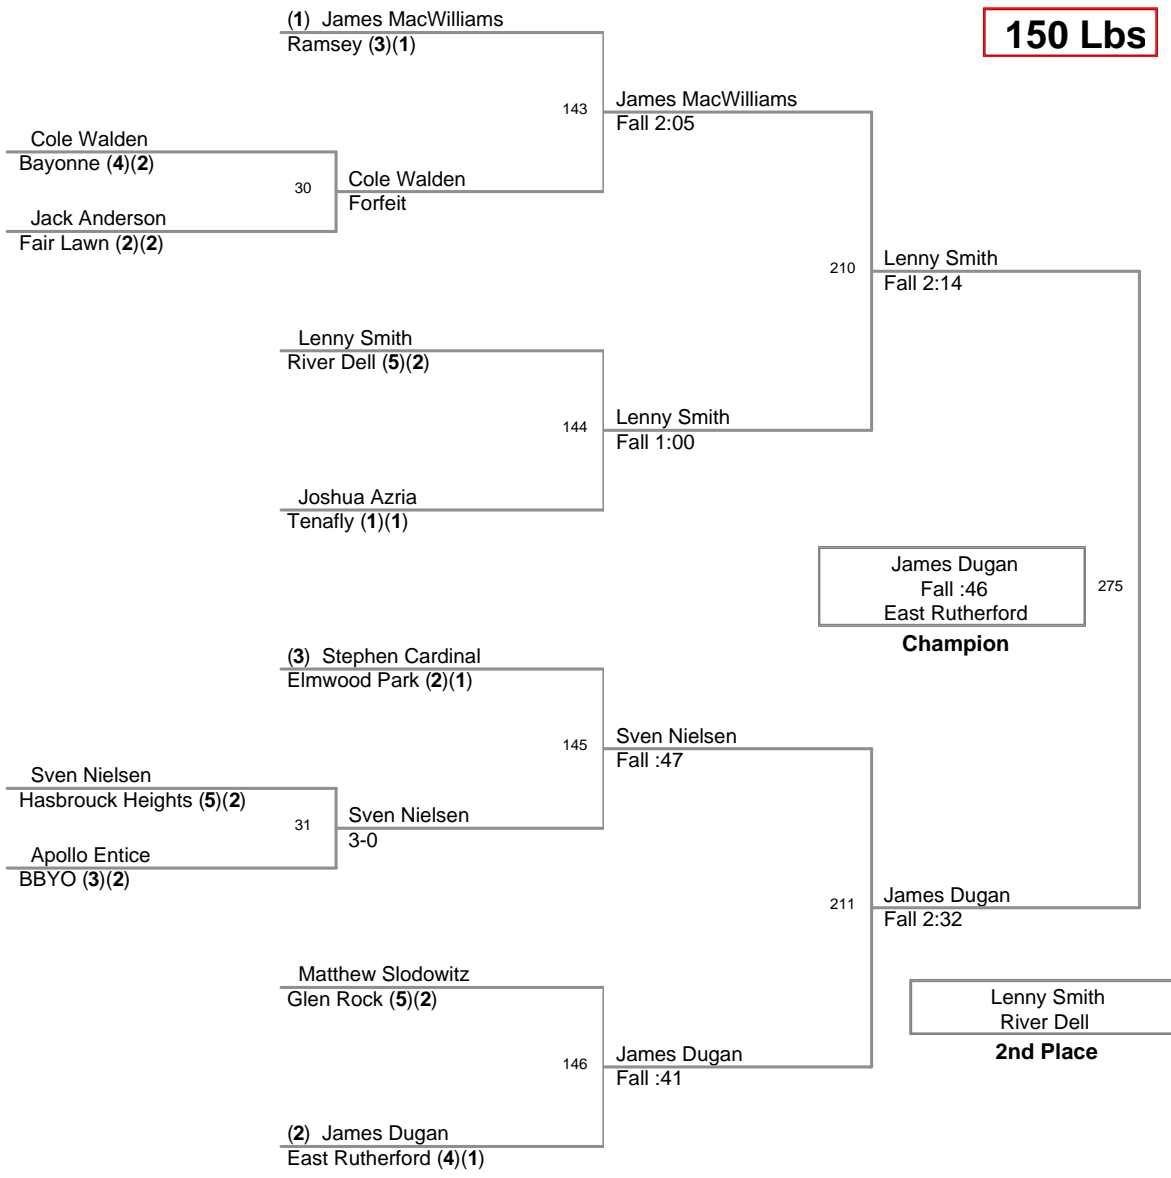 150 Lbs
(1) James MacWilliams
Ramsey (3)(1)
143
James MacWilliams
Fall 2:05
Cole Walden
Bayonne (4)(2)
30
Cole Walden
Forfeit
Jack Anderson
Fair Lawn (2)(2)
210
Lenny Smith
Fall 2:14
Lenny Smith
River Dell (5)(2)
144
Lenny Smith
Fall 1:00
Joshua Azria
Tenafly (1)(1)
James Dugan
Fall :46
East Rutherford
Champion
275
(3) Stephen Cardinal
Elmwood Park (2)(1)
145
Sven Nielsen
Fall :47
Sven Nielsen
Hasbrouck Heights (5)(2)
31
Sven Nielsen
3-0
Apollo Entice
BBYO (3)(2)
211
James Dugan
Fall 2:32
Matthew Slodowitz
Glen Rock (5)(2)
Lenny Smith
River Dell
2nd Place
146
James Dugan
Fall :41
(2) James Dugan
East Rutherford (4)(1)